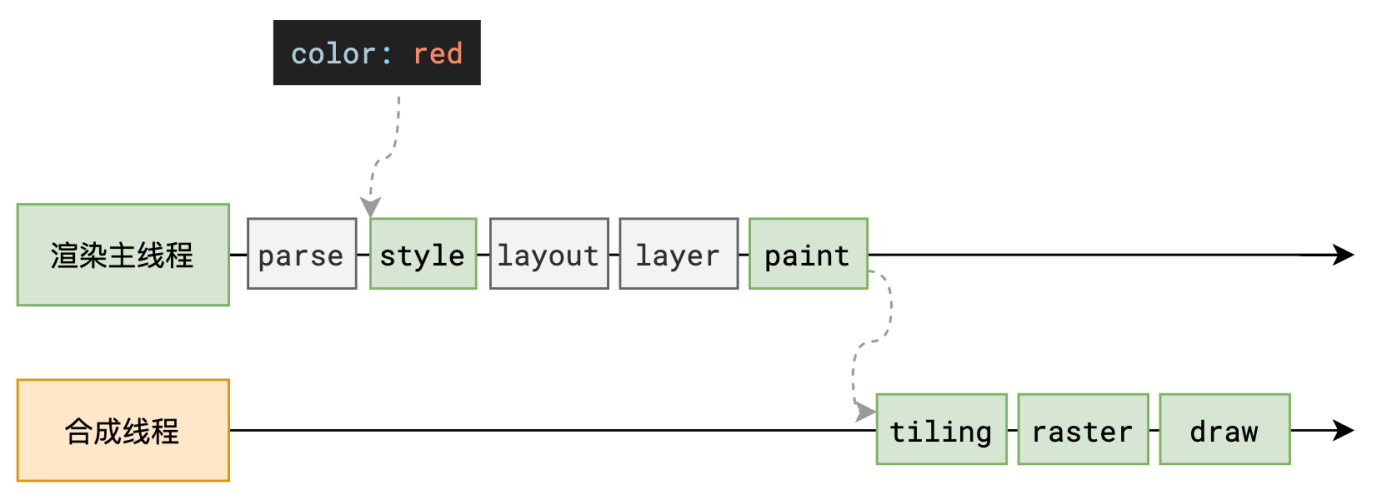 color: red
渲染主线程
parse
style
layout
layer
paint
合成线程
tiling
raster
draw